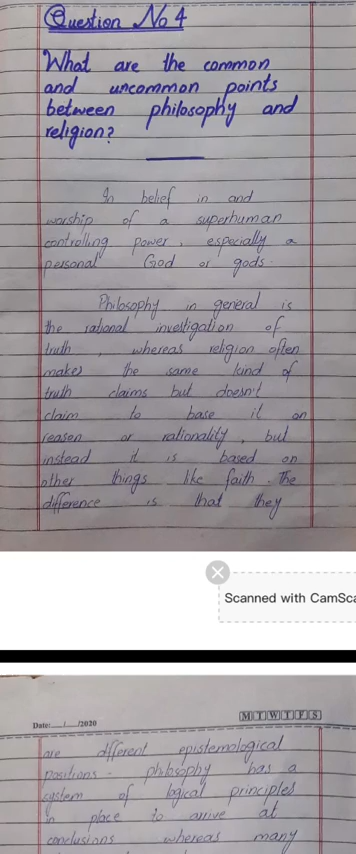 Question No 4
What are the common
and uncommon points
between philosophy and
religion?
In belief in and
worship of a superhuman
controlling power, especially a
personal God or gods.
Philosophy in general is
the rational investigation of
truth, whereas religion often
makes the same kind of
truth claims but doesn't
claim to base it on
reason or rationality, but
instead it is based on
other things like faith. The
difference is that they
Scanned with CamSca
Date:..../..../2020
M T W T F S
are different epistemological
positions. philosophy has a
system of logical principles
in place to arrive at
conclusions whereas many